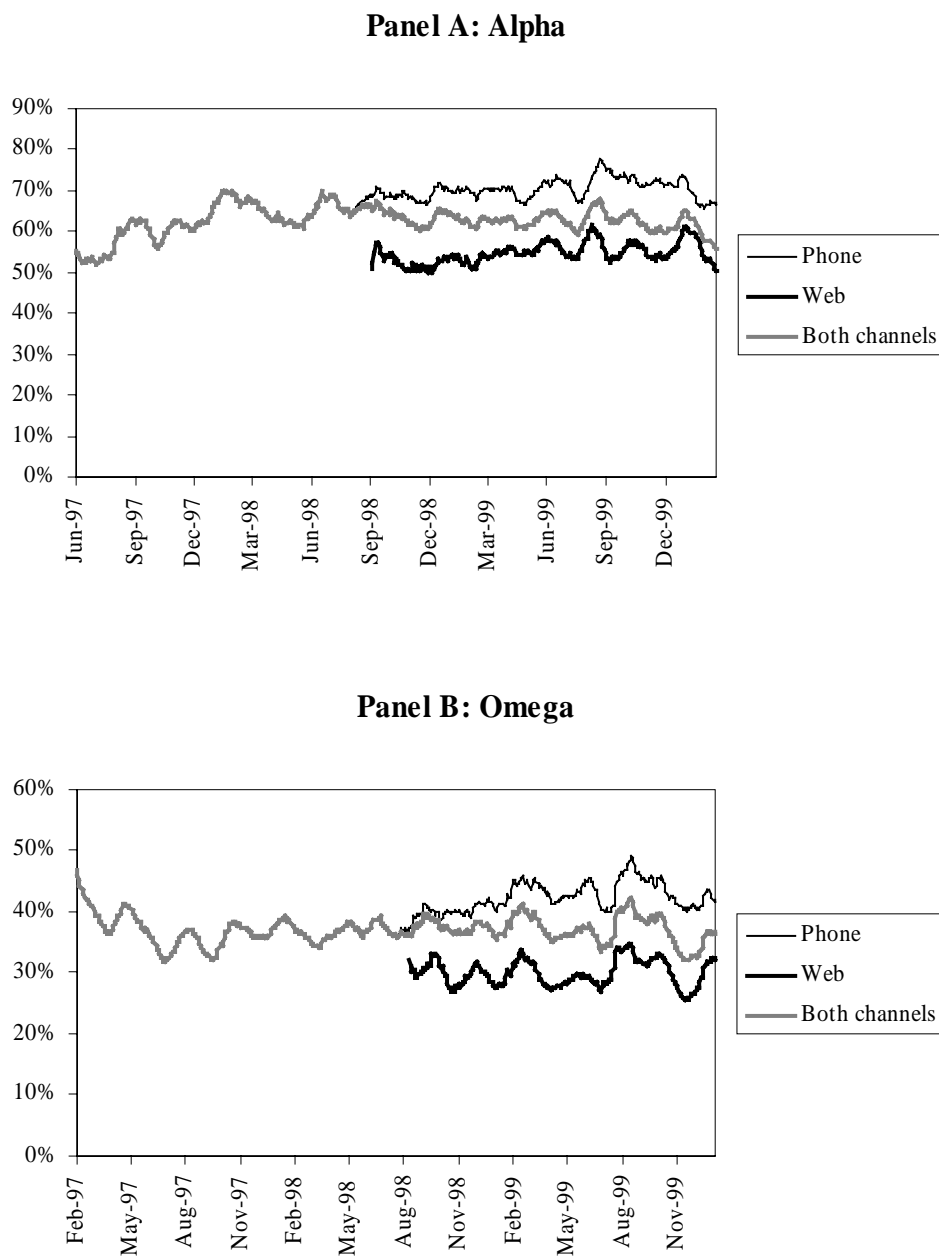 Panel A: Alpha
90%
80%
70%
60%
50%
40%
30%
20%
10%
0%
Jun-97
Sep-97
Dec-97
Mar-98
Jun-98
Sep-98
Dec-98
Mar-99
Jun-99
Sep-99
Dec-99
Phone
Web
Both channels
Panel B: Omega
60%
50%
40%
30%
20%
10%
0%
Feb-97
May-97
Aug-97
Nov-97
Feb-98
May-98
Aug-98
Nov-98
Feb-99
May-99
Aug-99
Nov-99
Phone
Web
Both channels